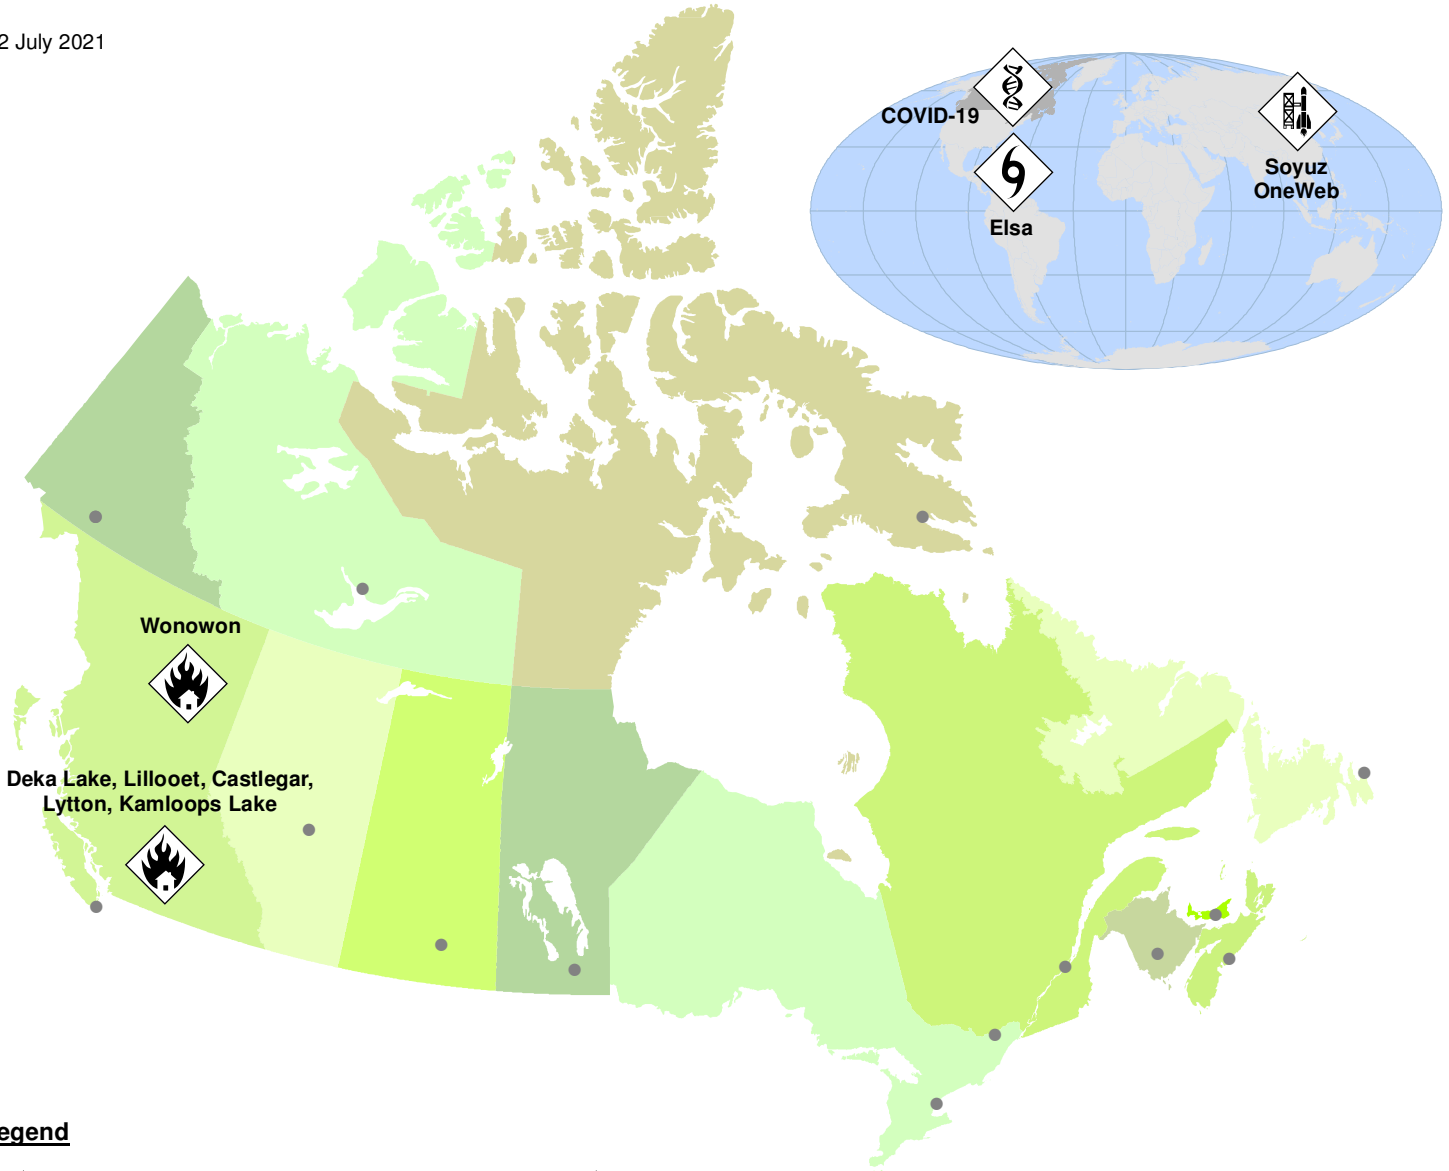 2 July 2021
COVID-19
Soyuz
OneWeb
Elsa
Wonowon
Deka Lake, Lillooet, Castlegar,
Lytton, Kamloops Lake
egend